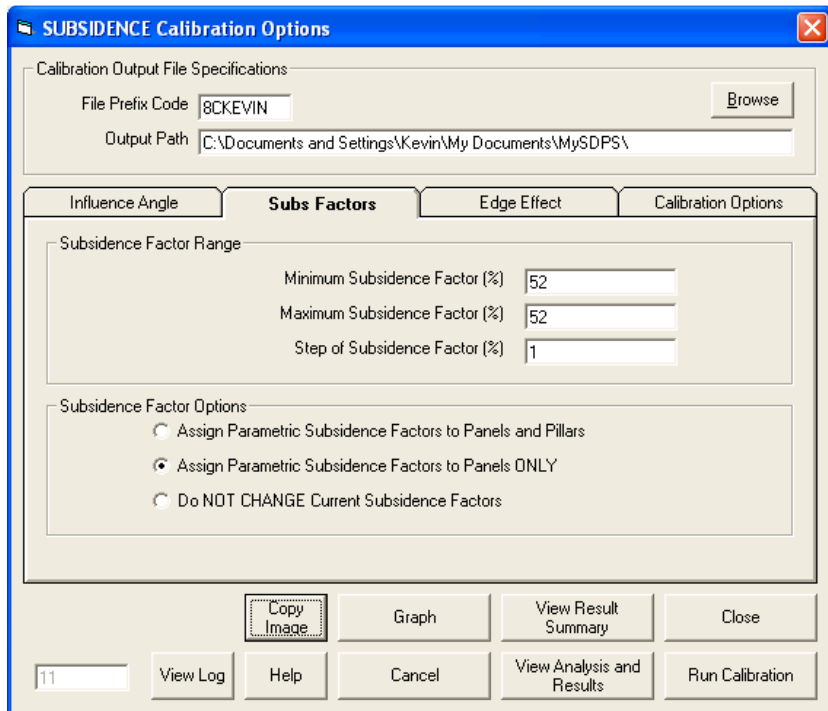 SUBSIDENCE Calibration Options
Calibration Output File Specifications
File Prefix Code 8CKEVIN
Browse
Output Path C:\Documents and Settings\Kevin\My Documents\MySDPS\
Influence Angle Subs Factors Edge Effect Calibration Options
Subsidence Factor Range
Minimum Subsidence Factor (%) 52
Maximum Subsidence Factor (%) 52
Step of Subsidence Factor (%) 1
Subsidence Factor Options
Assign Parametric Subsidence Factors to Panels and Pillars
Assign Parametric Subsidence Factors to Panels ONLY
Do NOT CHANGE Current Subsidence Factors
Copy Image
Graph
View Result Summary
Close
11
View Log
Help
Cancel
View Analysis and Results
Run Calibration